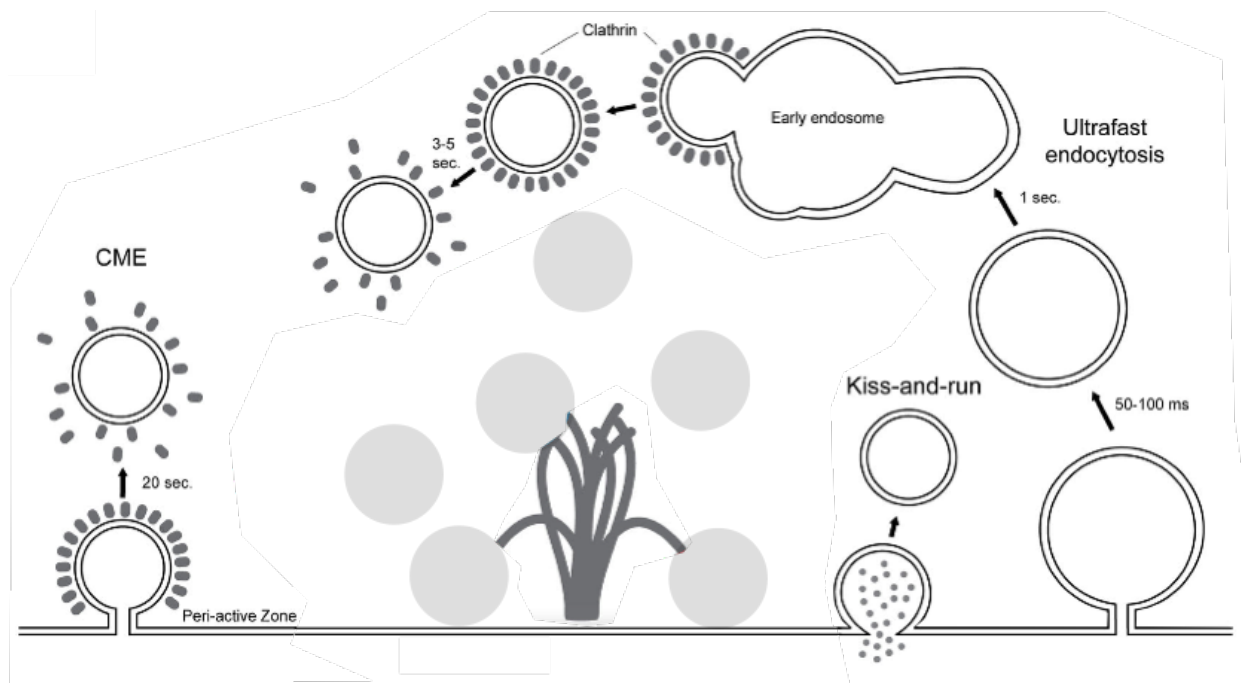 Clathrin
Early endosome
Ultrafast
endocytosis
3-5
sec.
1 sec.
CME
Kiss-and-run
50-100 ms
20 sec.
Peri-active Zone